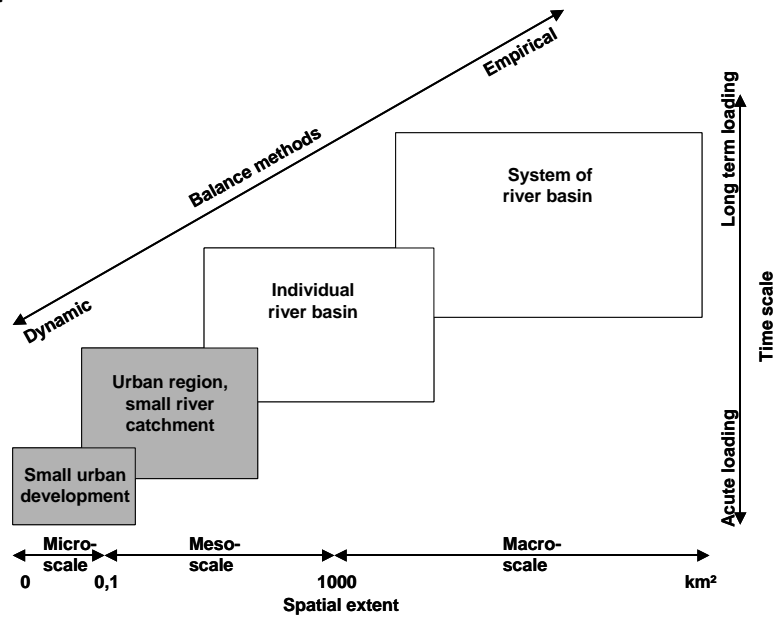 Empirical
Balance methods
Dynamic
Long term loading
Time scale
Acute loading
System of
river basin
Individual
river basin
Urban region,
small river
catchment
Small urban
development
Micro-
scale
Meso-
scale
Macro-
scale
0
0,1
1000
km²
Spatial extent